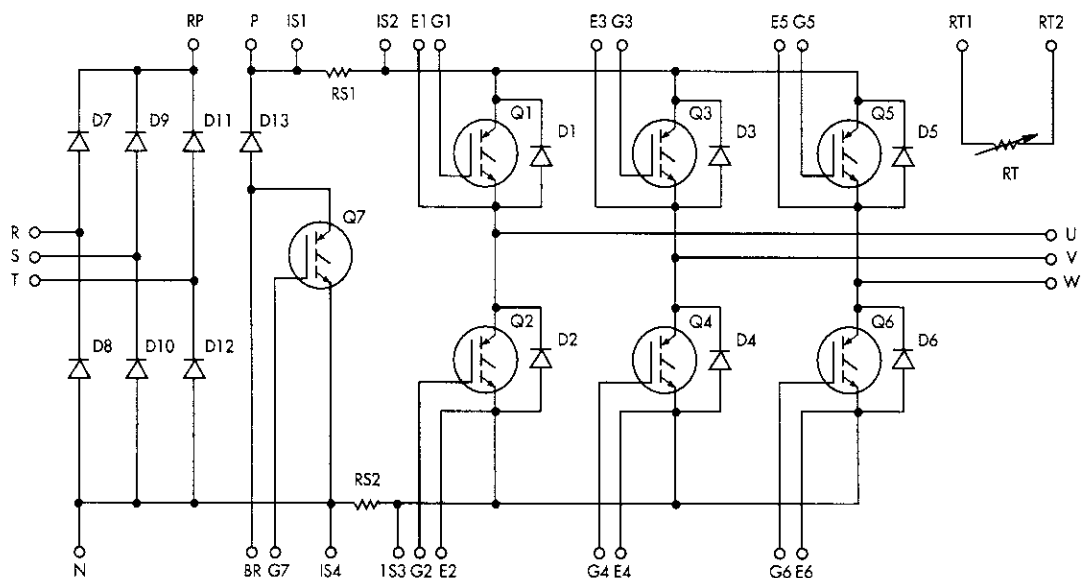 RP P IS1 IS2 E1 G1 E3 G3 E5 G5 RT1 RT2
RS1
D7 D9 D11 D13 Q1 D1 Q3 D3 Q5 D5
RT
Q7
R
S
T
U
V
W
D8 D10 D12 Q2 D2 Q4 D4 Q6 D6
RS2
N BR G7 IS4 1S3 G2 E2 G4 E4 G6 E6